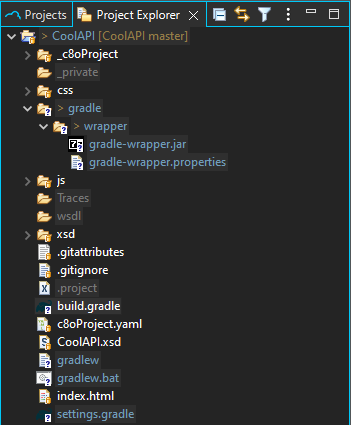 Projects Project Explorer
> CoolAPI [CoolAPI master]
_c8oProject
_private
css
> gradle
> wrapper
gradle-wrapper.jar
gradle-wrapper.properties
js
Traces
wsdl
xsd
.gitattributes
.gitignore
.project
build.gradle
c8oProject.yaml
CoolAPI.xsd
gradlew
gradlew.bat
index.html
settings.gradle